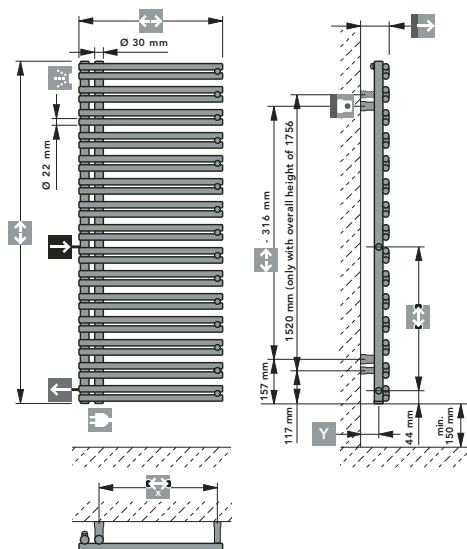 Ø 30 mm
Ø 22 mm
- 316 mm
1520 mm (only with overall height of 1756
157 mm
117 mm
Y
44 mm
min.
150 mm
x